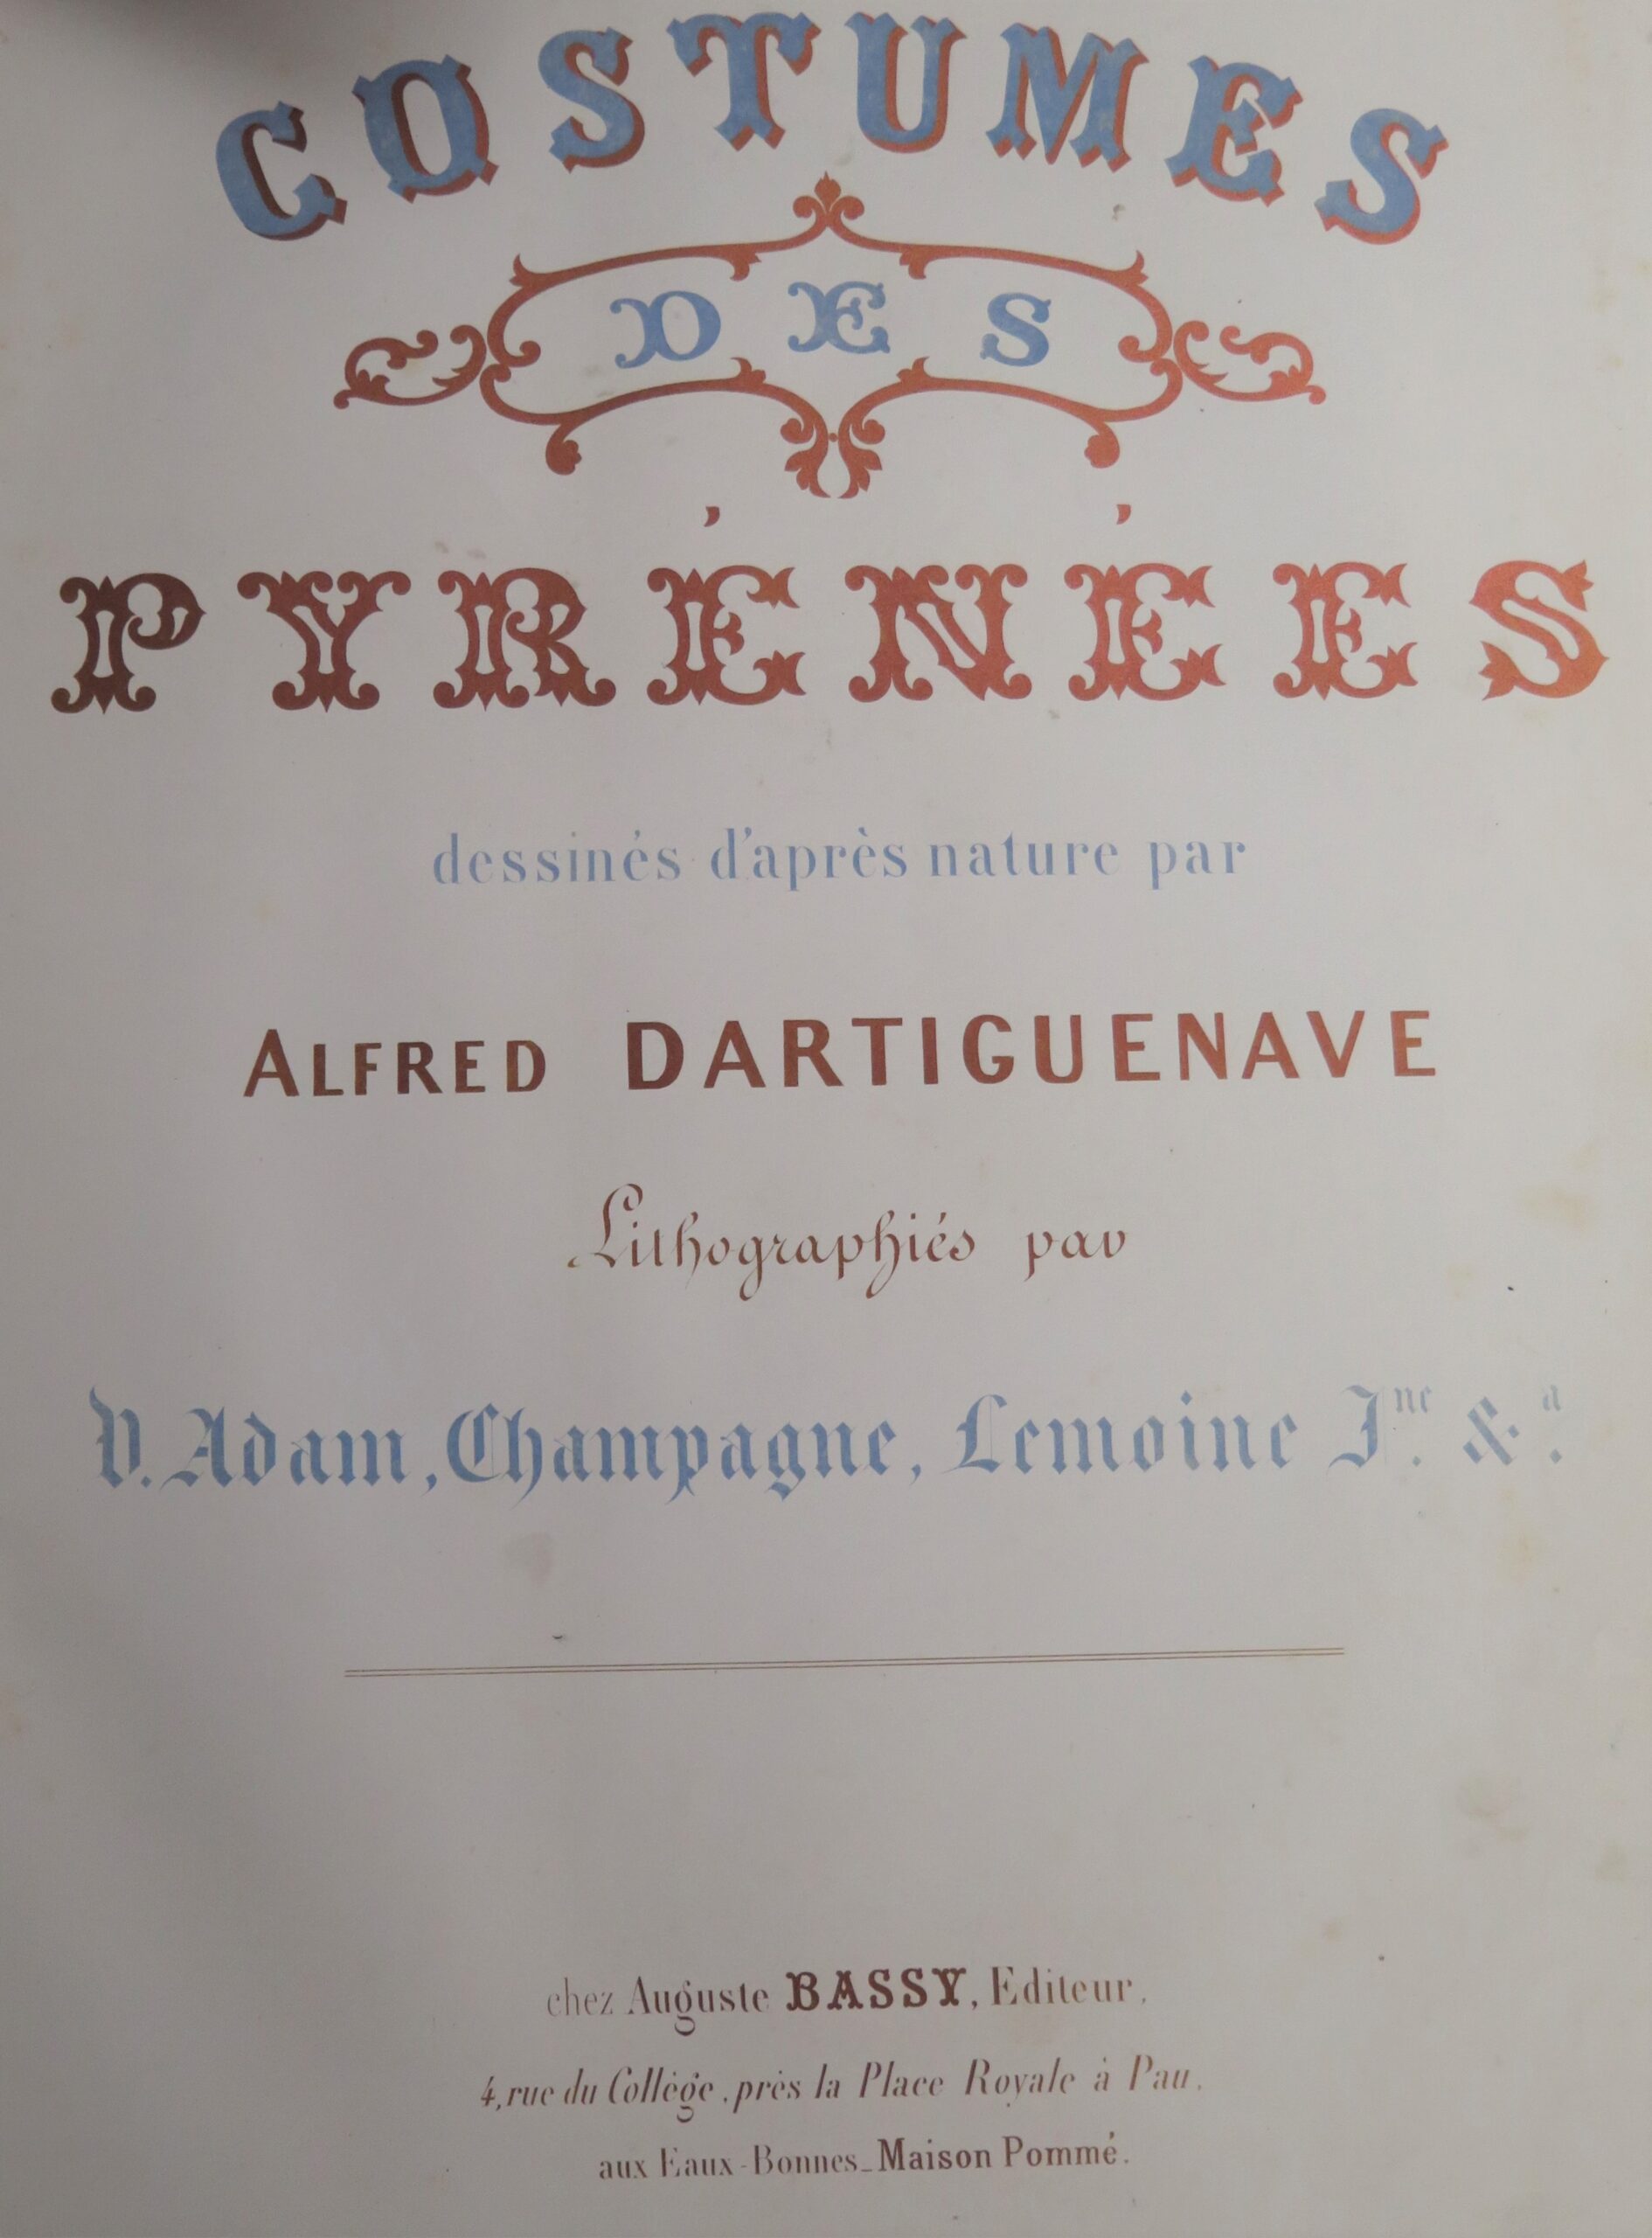 COSTUMES
DES
PYRÉNÉES
dessinés d'après nature par
ALFRED DARTIGUENAVE
Lithographiés par
V. Adam, Champagne, Lemoine Jne. & a.
chez Auguste BASSY, Editeur,
4, rue du Collège, près la Place Royale à Pau,
aux Eaux-Bonnes_Maison Pommé.